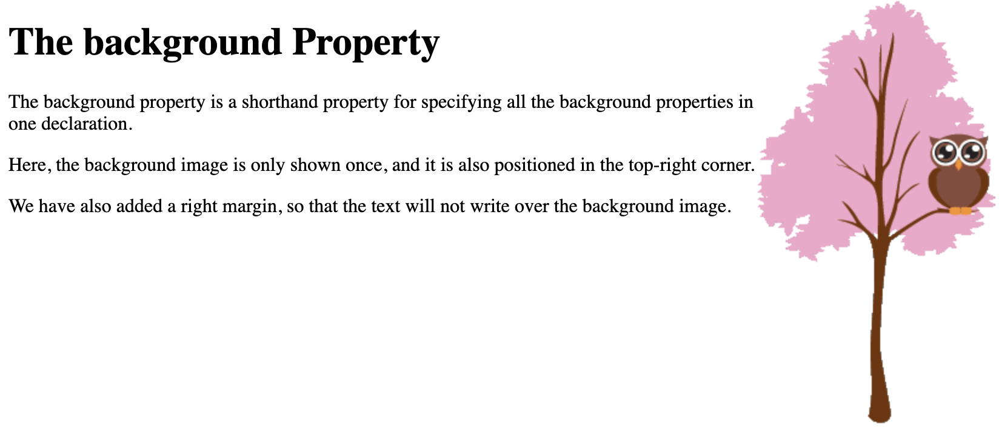 The background Property
The background property is a shorthand property for specifying all the background properties in
one declaration.
Here, the background image is only shown once, and it is also positioned in the top-right corner.
We have also added a right margin, so that the text will not write over the background image.